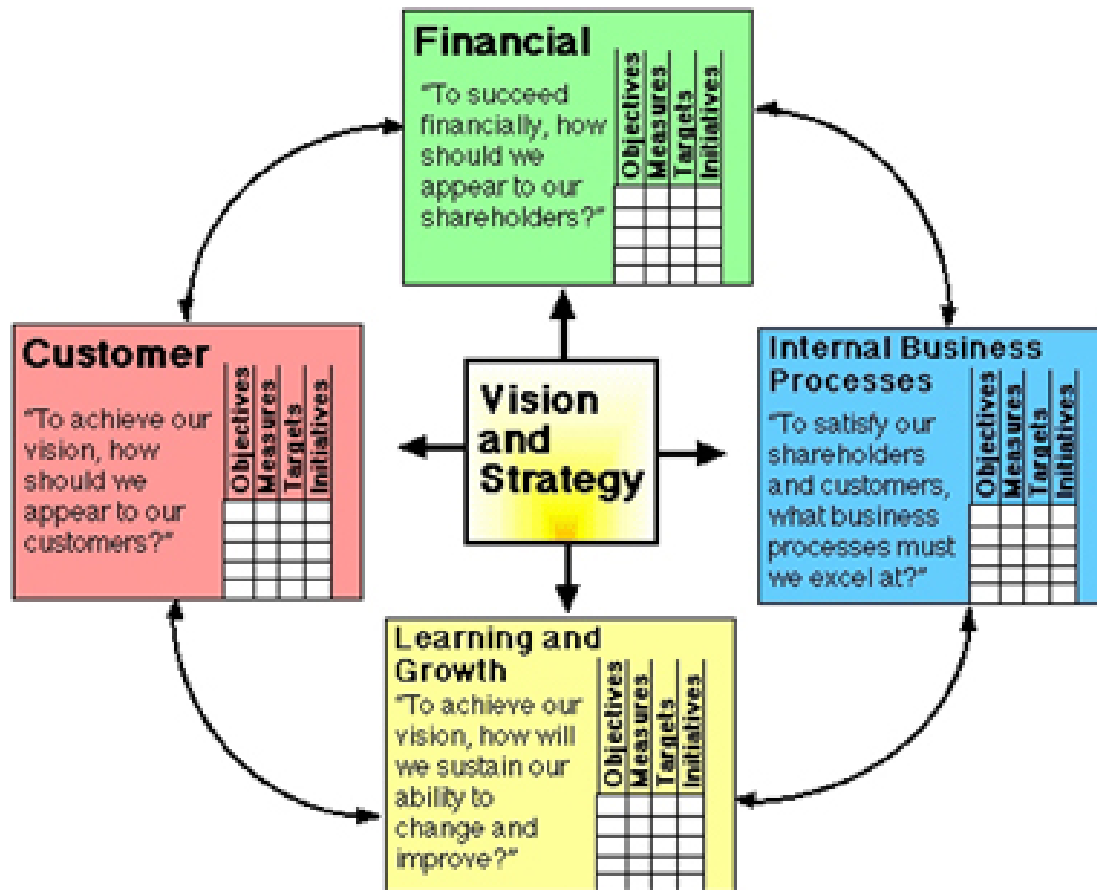 Financial
"To succeed
financially, how
should we
appear to our
shareholders?"
Objectives
Measures
Targets
Initiatives
Customer
"To achieve our
vision, how
should we
appear to our
customers?"
Objectives
Measures
Targets
Initiatives
Vision
and
Strategy
Internal Business
Processes
"To satisfy our
shareholders
and customers,
what business
processes must
we excel at?"
Objectives
Measures
Targets
Initiatives
Learning and
Growth
"To achieve our
vision, how will
we sustain our
ability to
change and
improve?"
Objectives
Measures
Targets
Initiatives